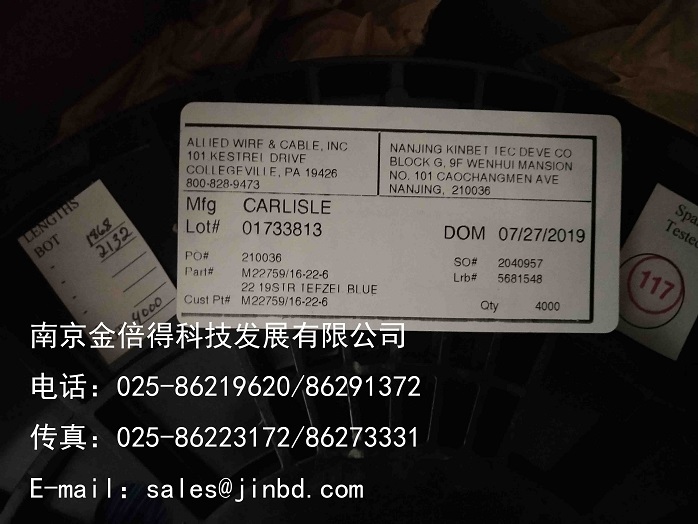 ALLIED WIRE & CABLE, INC
101 KESTREL DRIVE
COLLEGEVILLE, PA 19426
800-828-9473
NANJING KINBET TEC DEVE CO
BLOCK G, 9F WENHUI MANSION
NO. 101 CAOCHANGMEN AVE
NANJING, 210036
Mfg CARLISLE
Lot# 01733813
DOM 07/27/2019
PO# 210036
SO# 2040957
Part# M22759/16-22-6
Lrb# 5681548
22 19STR TEFZEL BLUE
Cust Pt# M22759/16-22-6
Qty 4000
LENGTHS
BOT
1868
2132
4000
Spa
Teste
117
南京金倍得科技发展有限公司
电话：025-86219620/86291372
传真：025-86223172/86273331
E-mail：sales@jinbd.com